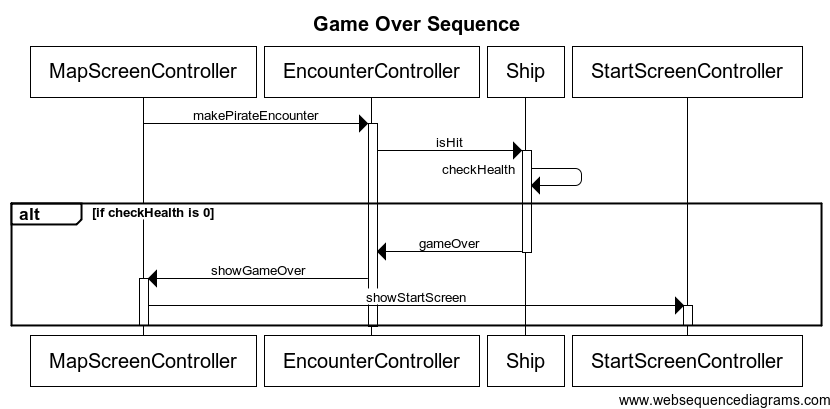 Game Over Sequence
MapScreenController EncounterController Ship StartScreenController
makePirateEncounter
isHit
checkHealth
alt [if checkHealth is 0]
gameOver
showGameOver
showStartScreen
MapScreenController EncounterController Ship StartScreenController
www.websequencediagrams.com